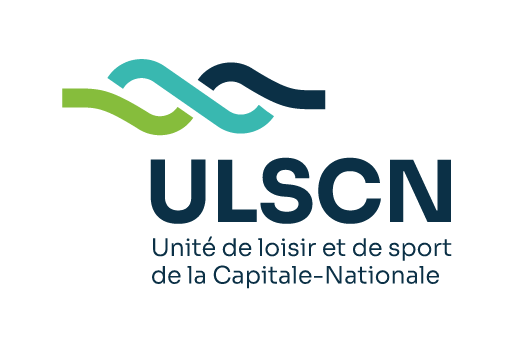 ULSCN
Unité de loisir et de sport
de la Capitale-Nationale